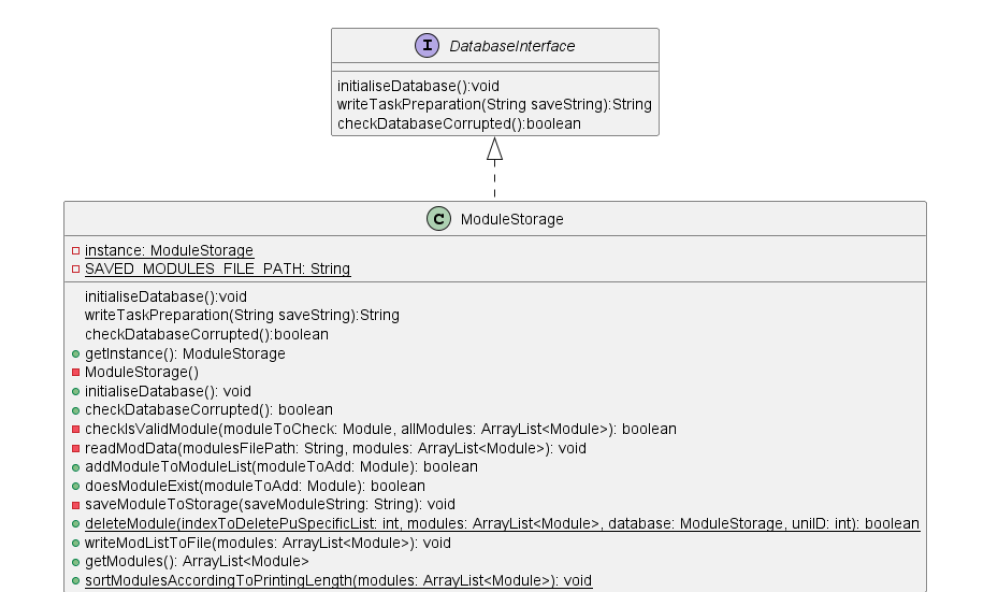 I DatabaseInterface
initialiseDatabase():void
writeTaskPreparation(String saveString):String
checkDatabaseCorrupted():boolean
C ModuleStorage
instance: ModuleStorage
SAVED_MODULES_FILE_PATH: String
initialiseDatabase():void
writeTaskPreparation(String saveString):String
checkDatabaseCorrupted():boolean
getInstance(): ModuleStorage
ModuleStorage()
initialiseDatabase(): void
checkDatabaseCorrupted(): boolean
checkIsValidModule(moduleToCheck: Module, allModules: ArrayList<Module>): boolean
readModData(modulesFilePath: String, modules: ArrayList<Module>): void
addModuleToModuleList(moduleToAdd: Module): boolean
doesModuleExist(moduleToAdd: Module): boolean
saveModuleToStorage(saveModuleString: String): void
deleteModule(indexToDeletePuSpecificList: int, modules: ArrayList<Module>, database: ModuleStorage, uniID: int): boolean
writeModListToFile(modules: ArrayList<Module>): void
getModules(): ArrayList<Module>
sortModulesAccordingToPrintingLength(modules: ArrayList<Module>): void